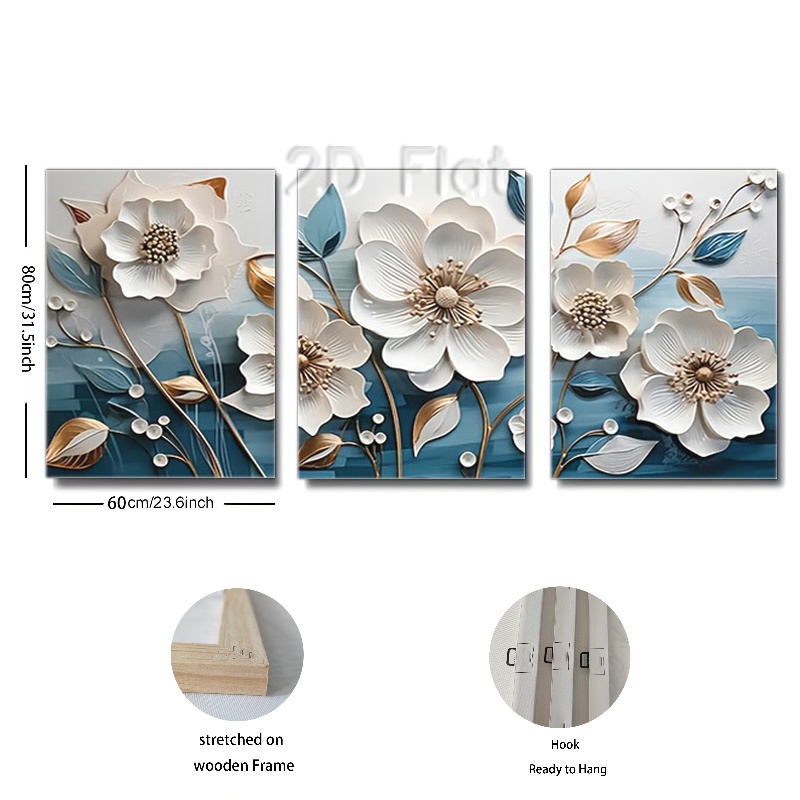 2D Flat
80cm/31.5inch
60cm/23.6inch
stretched on
wooden Frame
Hook
Ready to Hang